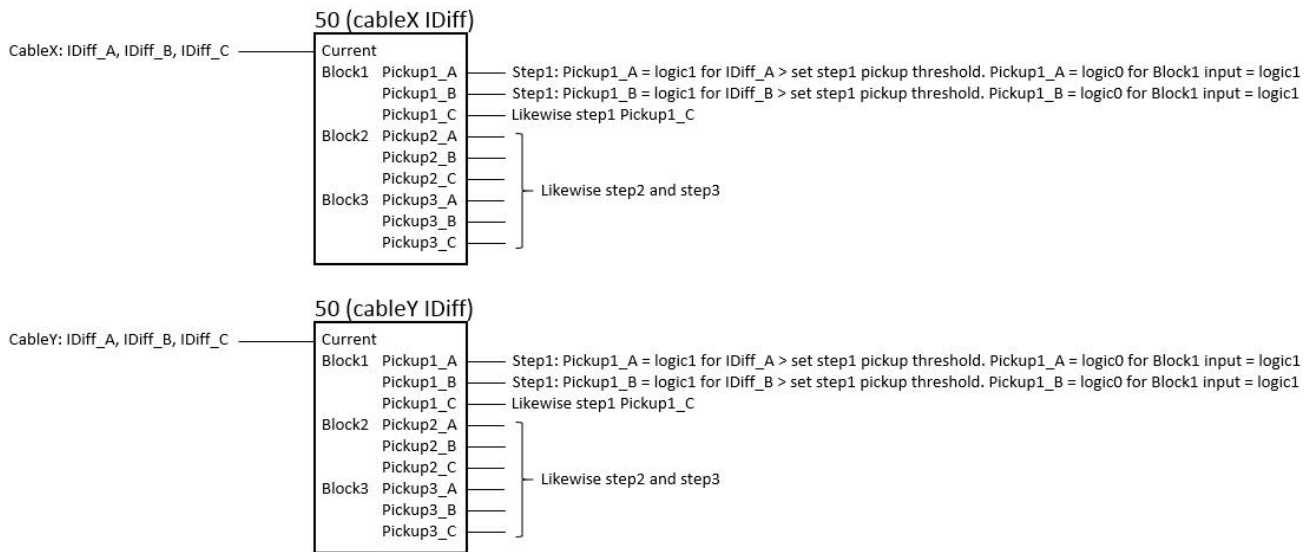 50 (cableX IDiff)
CableX: IDiff_A, IDiff_B, IDiff_C Current
Block1 Pickup1_A Step1: Pickup1_A = logic1 for IDiff_A > set step1 pickup threshold. Pickup1_A = logic0 for Block1 input = logic1
Pickup1_B Step1: Pickup1_B = logic1 for IDiff_B > set step1 pickup threshold. Pickup1_B = logic0 for Block1 input = logic1
Pickup1_C Likewise step1 Pickup1_C
Block2 Pickup2_A
Pickup2_B
Pickup2_C
Likewise step2 and step3
Block3 Pickup3_A
Pickup3_B
Pickup3_C
50 (cableY IDiff)
CableY: IDiff_A, IDiff_B, IDiff_C Current
Block1 Pickup1_A Step1: Pickup1_A = logic1 for IDiff_A > set step1 pickup threshold. Pickup1_A = logic0 for Block1 input = logic1
Pickup1_B Step1: Pickup1_B = logic1 for IDiff_B > set step1 pickup threshold. Pickup1_B = logic0 for Block1 input = logic1
Pickup1_C Likewise step1 Pickup1_C
Block2 Pickup2_A
Pickup2_B
Pickup2_C
Likewise step2 and step3
Block3 Pickup3_A
Pickup3_B
Pickup3_C